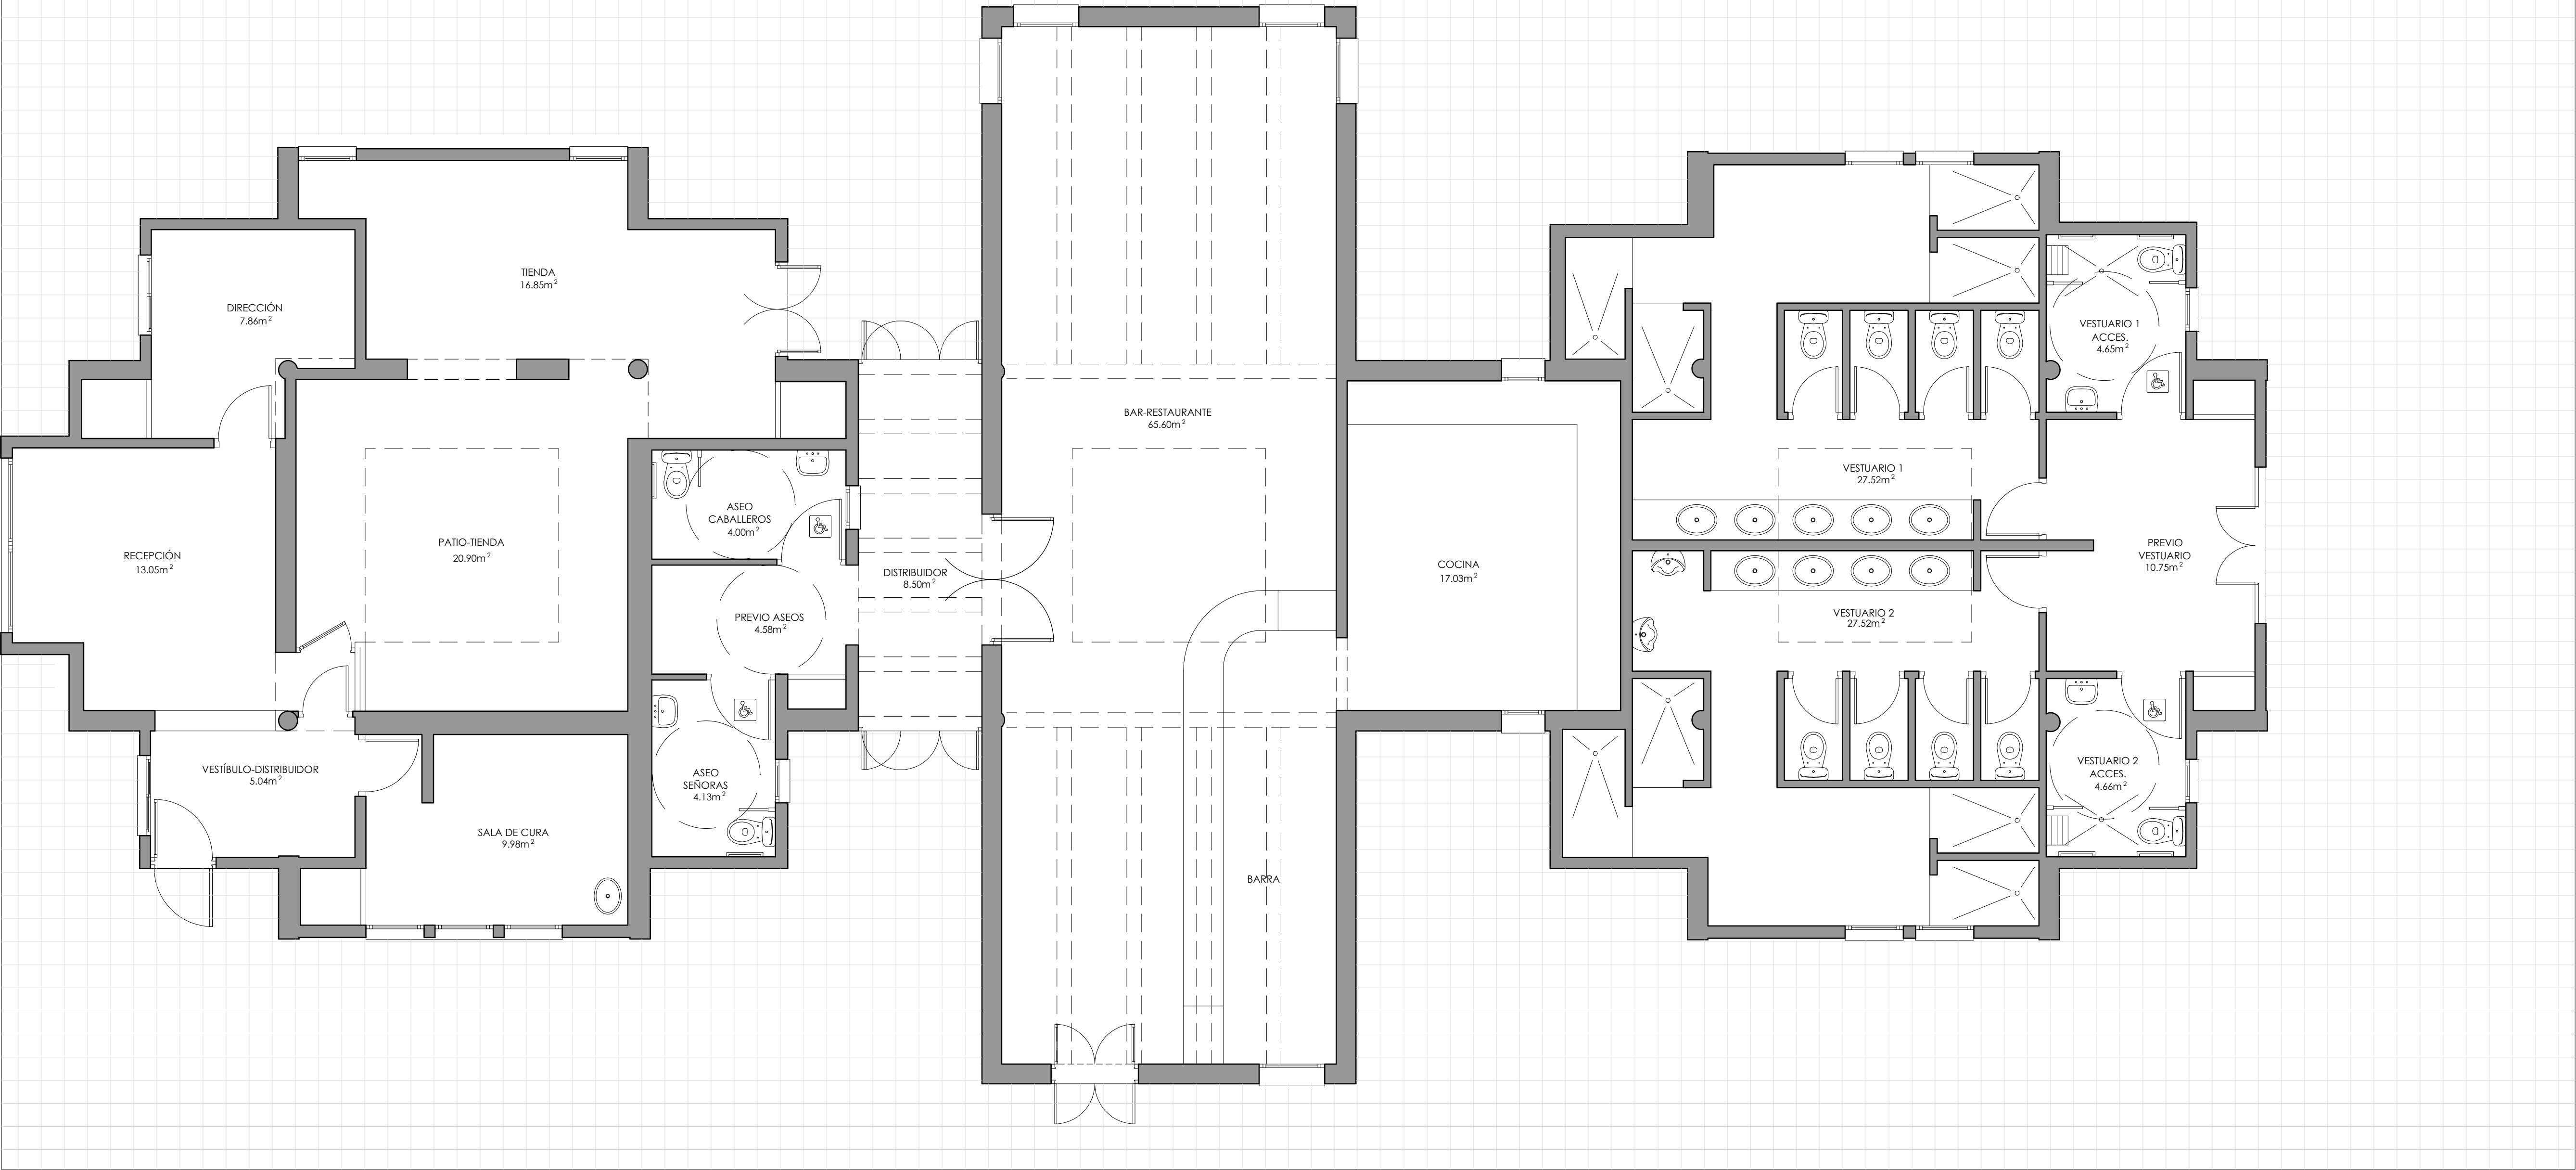 TIENDA
16.85m²
DIRECCIÓN
7.86m²
RECEPCIÓN
13.05m²
PATIO-TIENDA
20.90m²
VESTÍBULO-DISTRIBUIDOR
5.04m²
SALA DE CURA
9.98m²
ASEO
CABALLEROS
4.00m²
PREVIO ASEOS
4.58m²
ASEO
SEÑORAS
4.13m²
DISTRIBUIDOR
8.50m²
BAR-RESTAURANTE
65.60m²
BARRA
COCINA
17.03m²
VESTUARIO 1
27.52m²
VESTUARIO 2
27.52m²
VESTUARIO 1
ACCES.
4.65m²
PREVIO
VESTUARIO
10.75m²
VESTUARIO 2
ACCES.
4.66m²